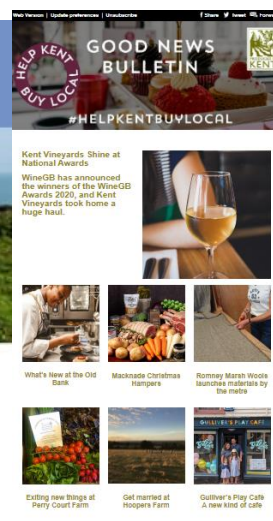 Web Version | Update preferences | Unsubscribe
Share Tweet Forw
HELP KENT
BUY LOCAL
GOOD NEWS
BULLETIN
KENT
#HELPKENTBUYLOCAL
Kent Vineyards Shine at
National Awards
WineGB has announced
the winners of the WineGB
Awards 2020, and Kent
Vineyards took home a
huge haul.
What's New at the Old
Bank
Macknade Christmas
Hampers
Romney Marsh Wools
launches materials by
the metre
Exiting new things at
Perry Court Farm
Get married at
Hoopers Farm
Gulliver's Play Café
A new kind of cafe
GULLIVER'S PLAY CAFE